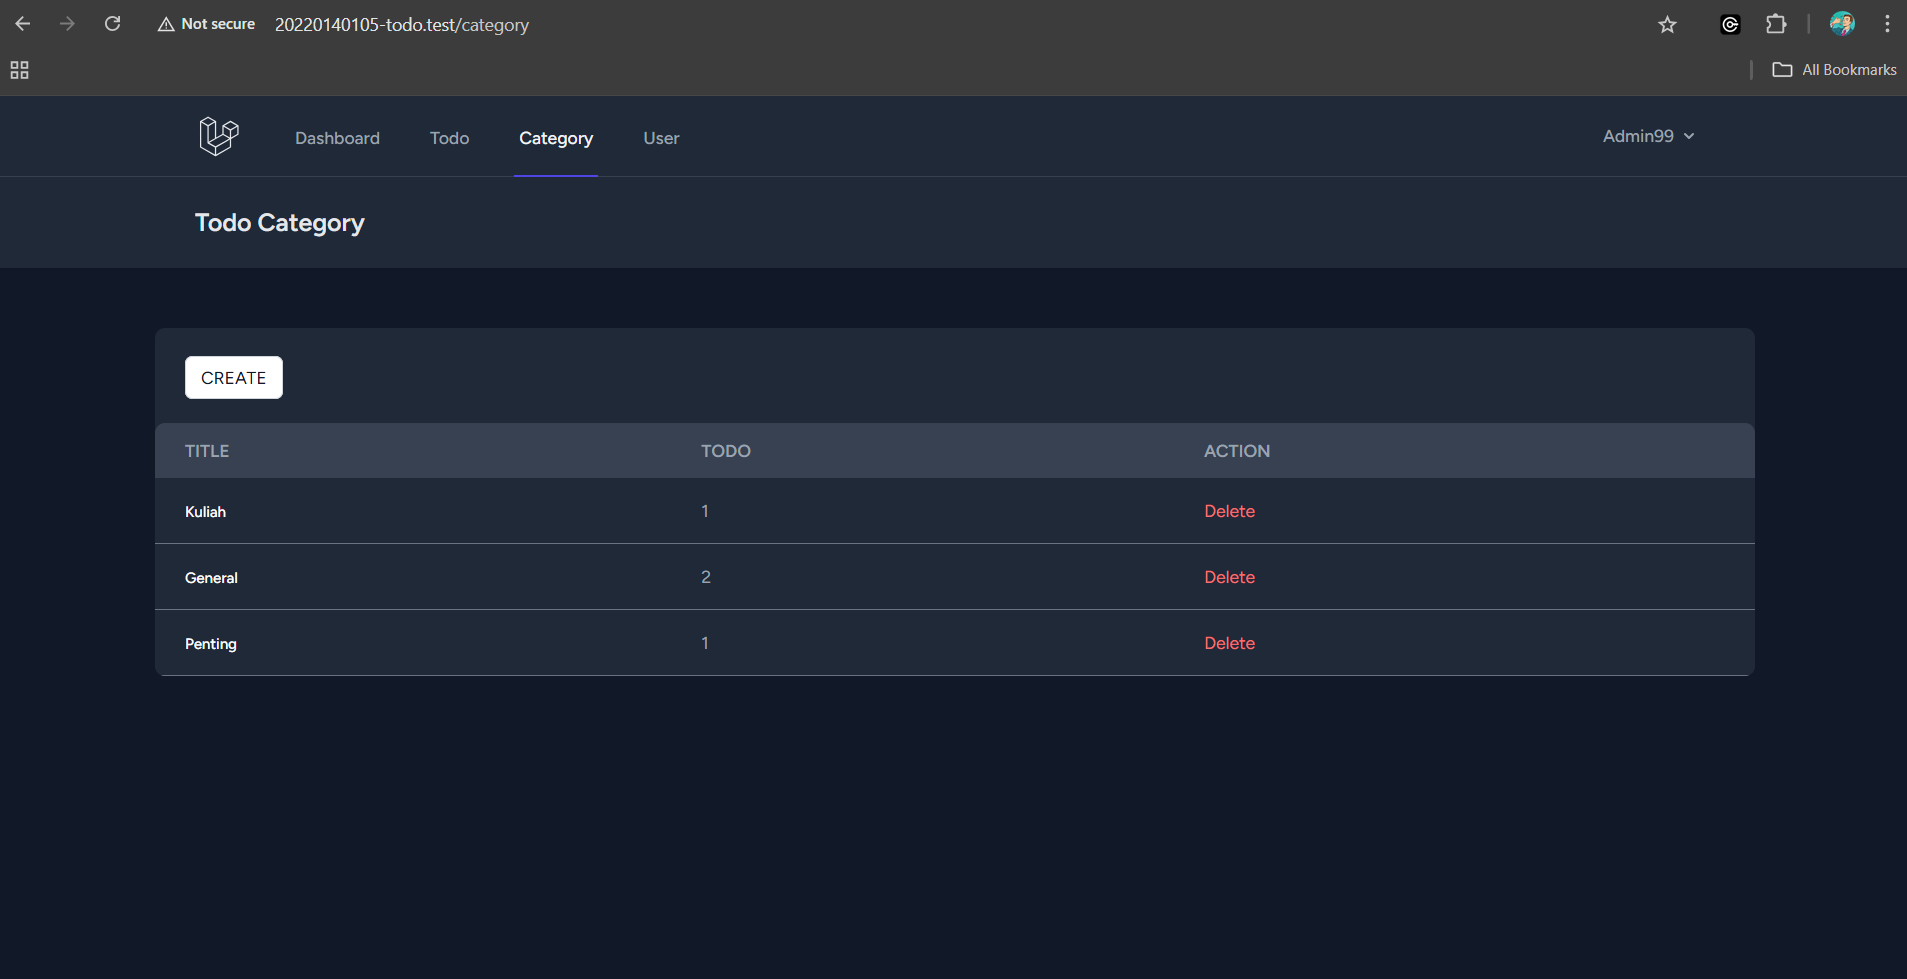 Not secure 20220140105-todo.test/category
All Bookmarks
Dashboard Todo Category User Admin99
Todo Category
CREATE
TITLE TODO ACTION
Kuliah 1 Delete
General 2 Delete
Penting 1 Delete